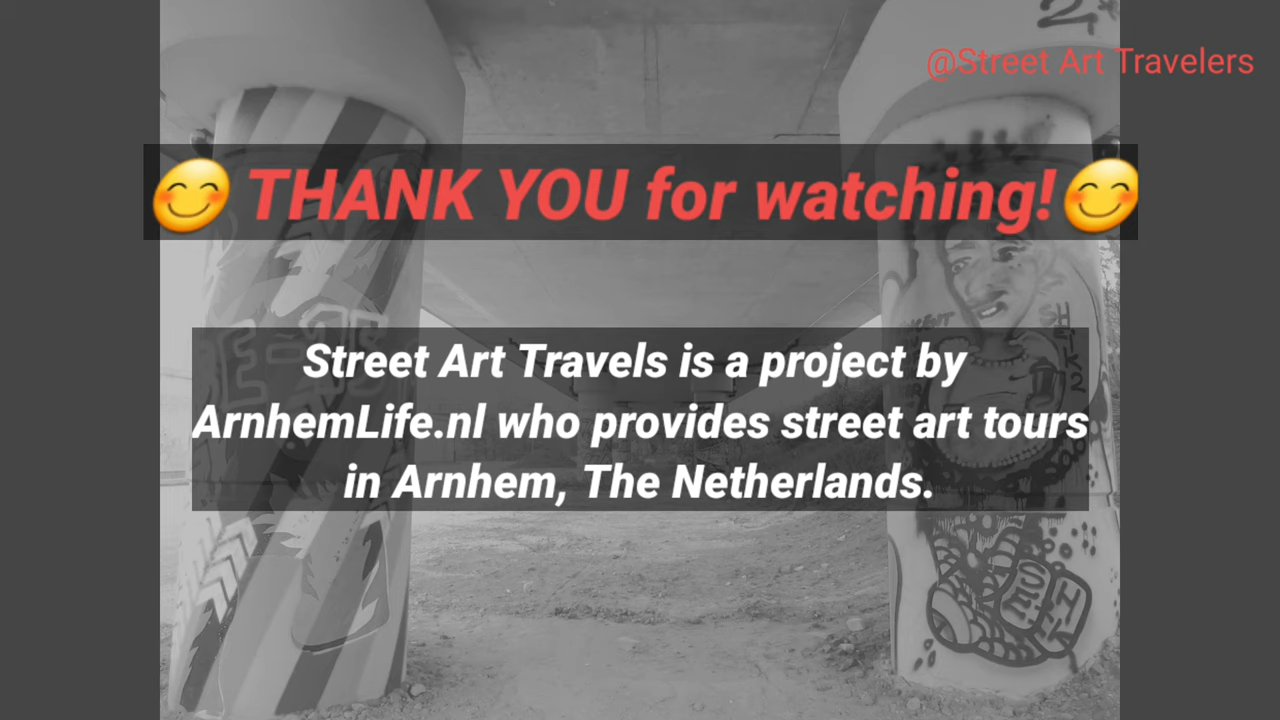 @Street Art Travelers
😊 THANK YOU for watching!😊
Street Art Travels is a project by
ArnhemLife.nl who provides street art tours
in Arnhem, The Netherlands.